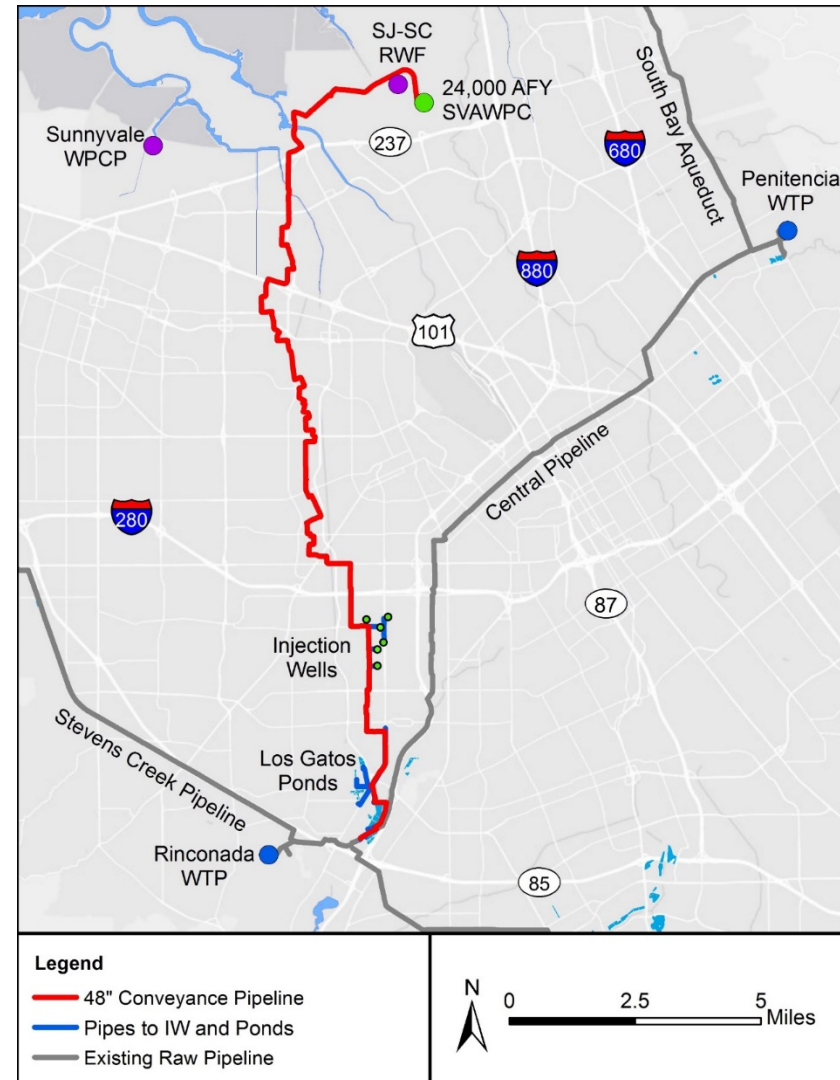 SJ-SC
RWF
24,000 AFY
SVAWPC
South Bay Aqueduct
Sunnyvale
WPCP
237
680
Penitencia
WTP
880
101
Central Pipeline
280
87
Injection
Wells
Los Gatos
Ponds
Stevens Creek Pipeline
Rinconada
WTP
85
Legend
48" Conveyance Pipeline
Pipes to IW and Ponds
Existing Raw Pipeline
N
0 2.5 5
Miles